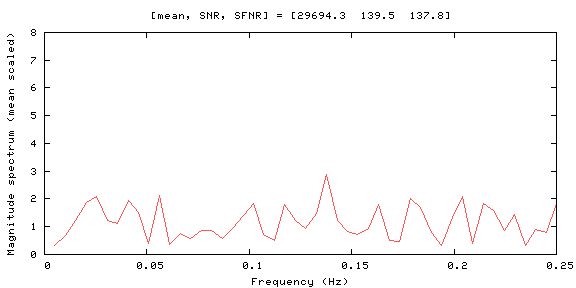 [mean, SNR, SFNR] = [29694.3 139.5 137.8]
Magnitude spectrum (mean scaled)
8
7
6
5
4
3
2
1
0
0 0.05 0.1 0.15 0.2 0.25
Frequency (Hz)